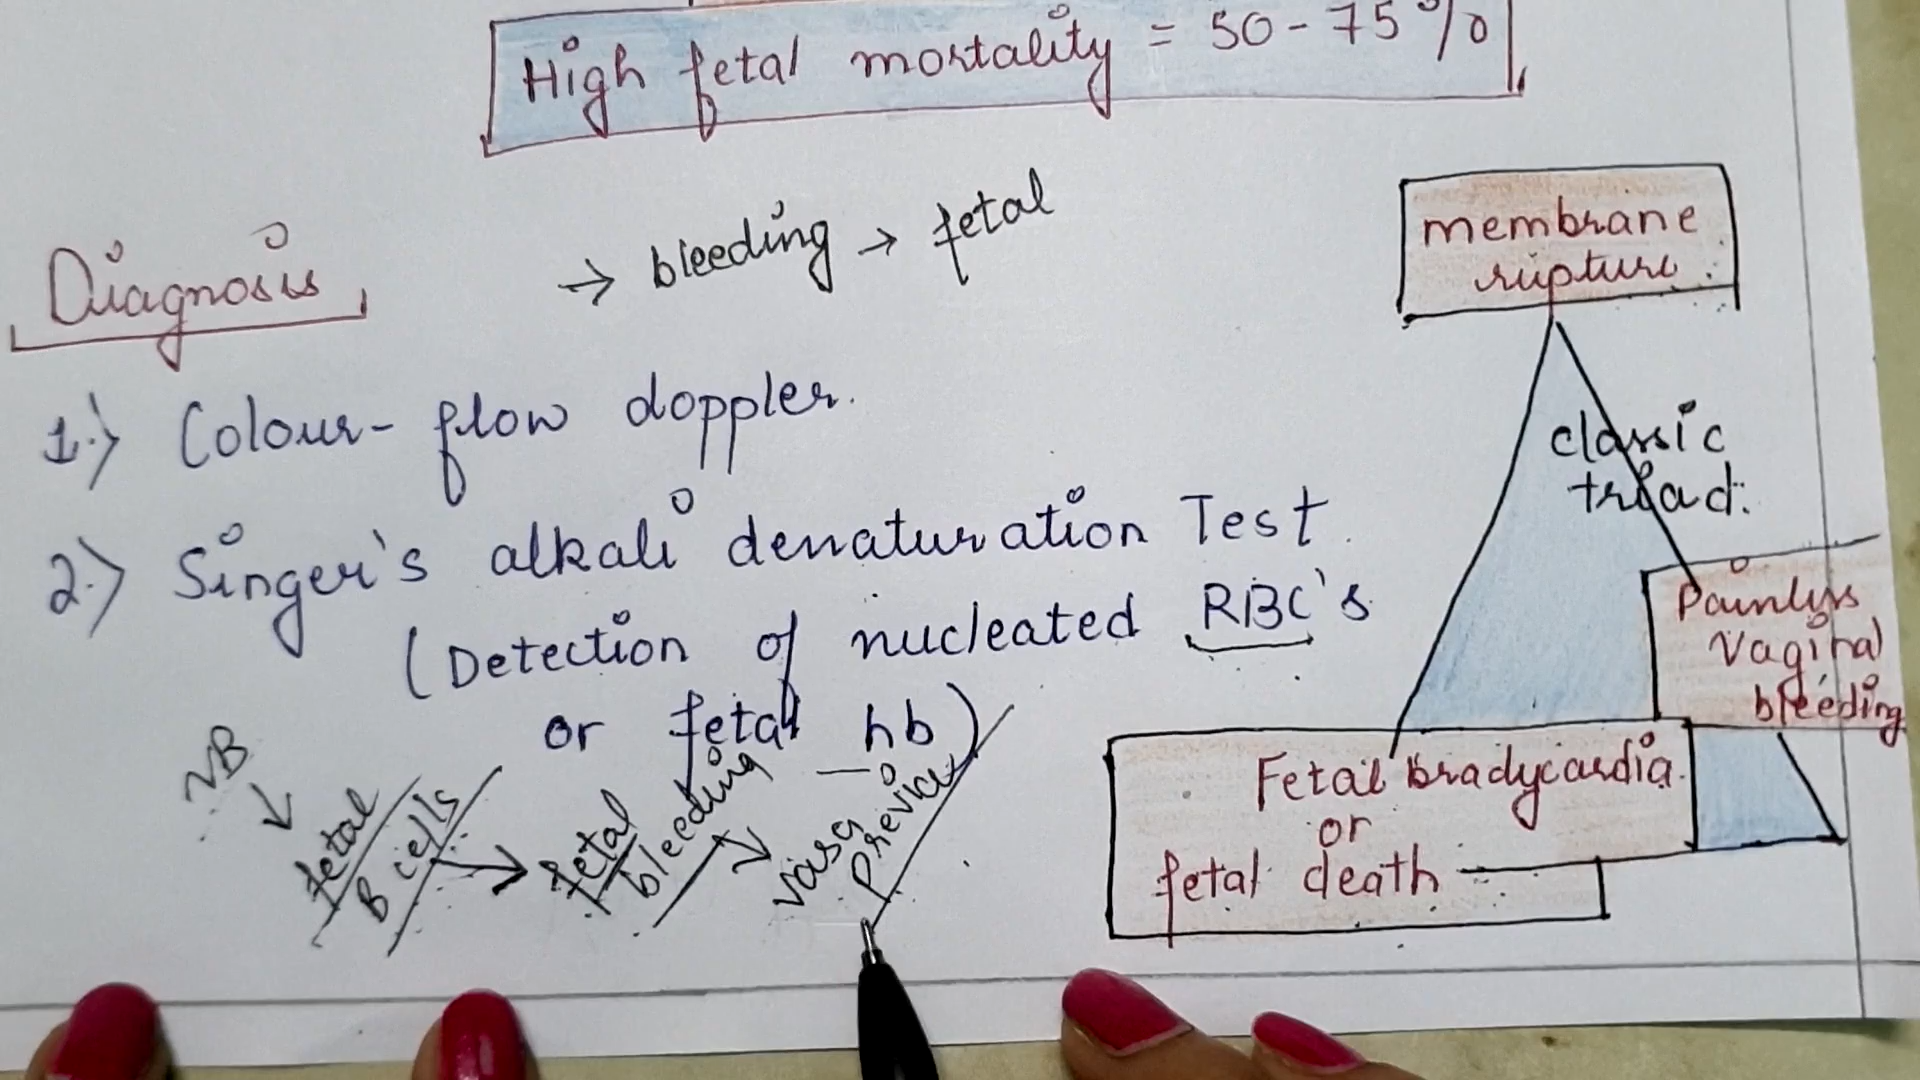 High fetal mortality = 50-75%
Diagnosis
→ bleeding → fetal
1.) Colour-flow doppler.
2.) Singer's alkali denaturation Test.
(Detection of nucleated RBC's
or fetal hb)
VB
↓
fetal
B cells
→
fetal
bleeding
→
Vasa
Previa
membrane
rupture
classic
triad.
Painless
Vaginal
bleeding
Fetal bradycardia
or
fetal death